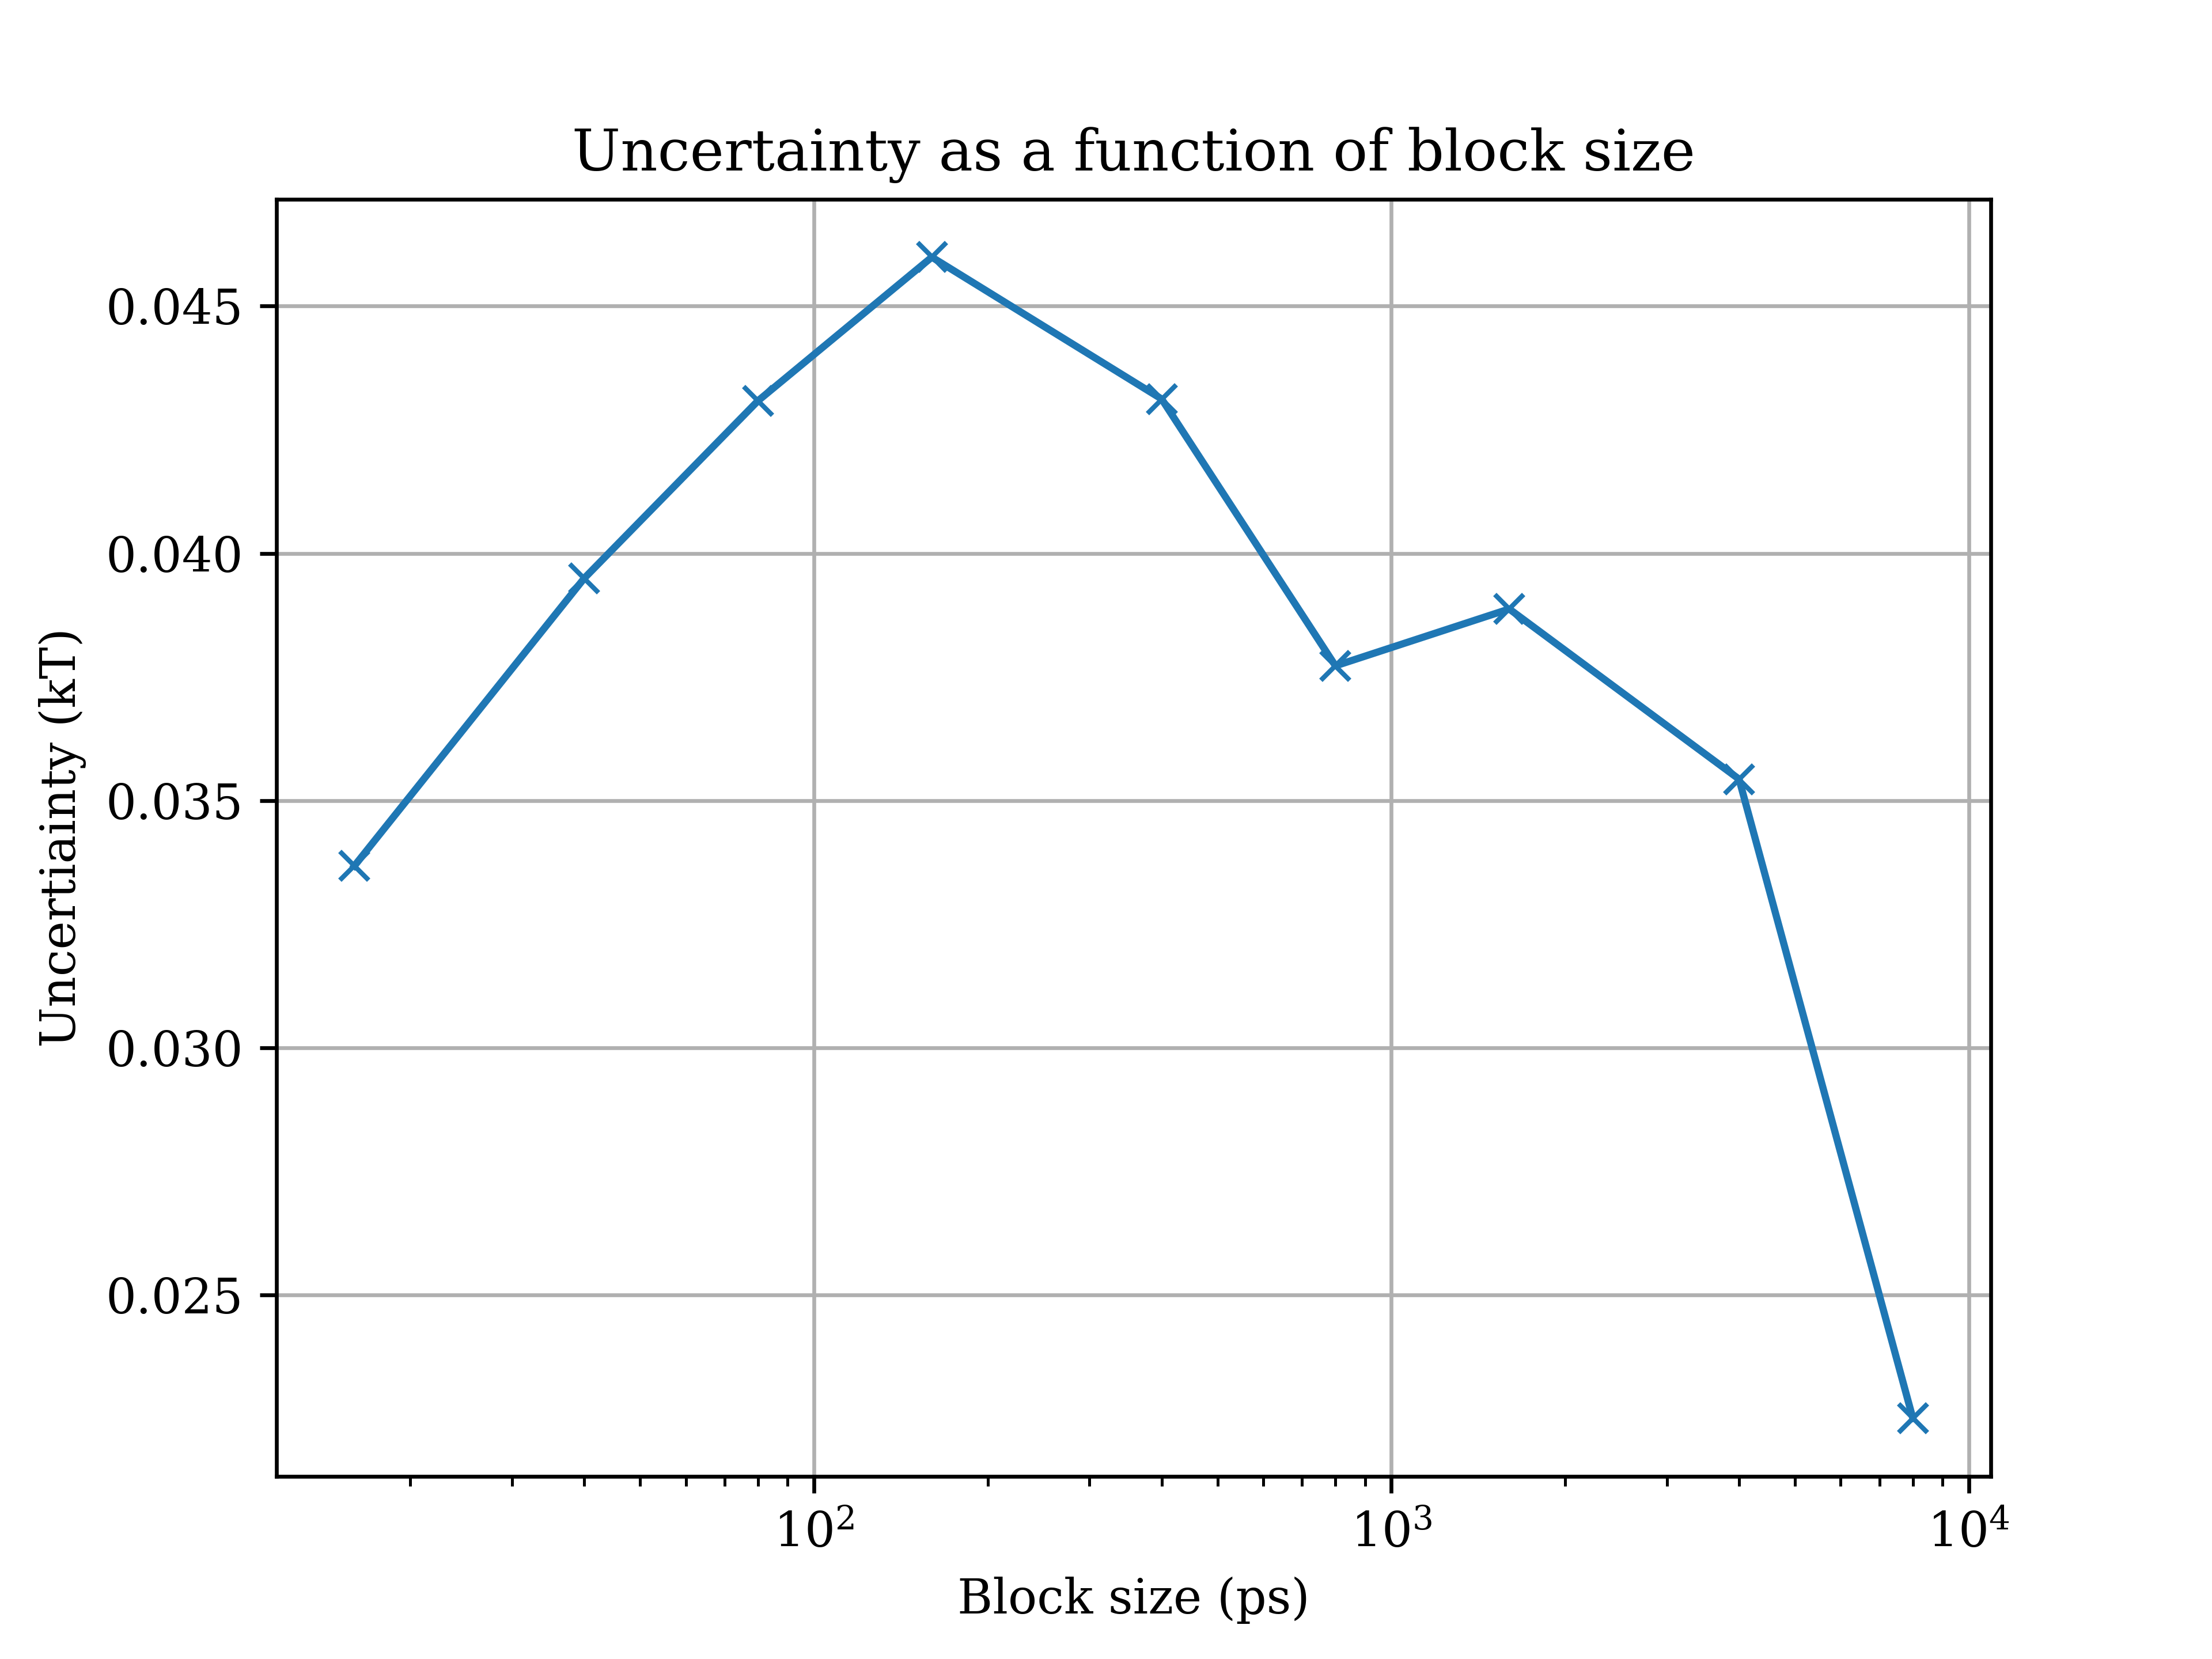 Uncertainty as a function of block size
0.045
0.040
0.035
0.030
0.025
Uncertiainty (kT)
10²
10³
10⁴
Block size (ps)